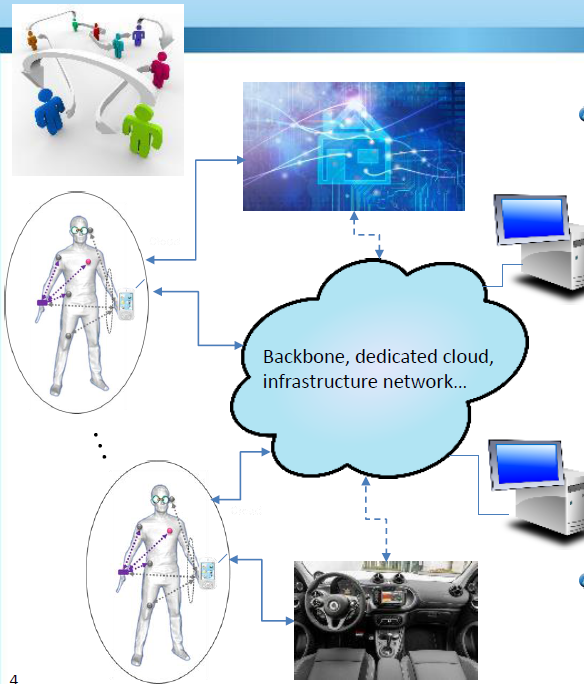 Backbone, dedicated cloud,
infrastructure network...
4